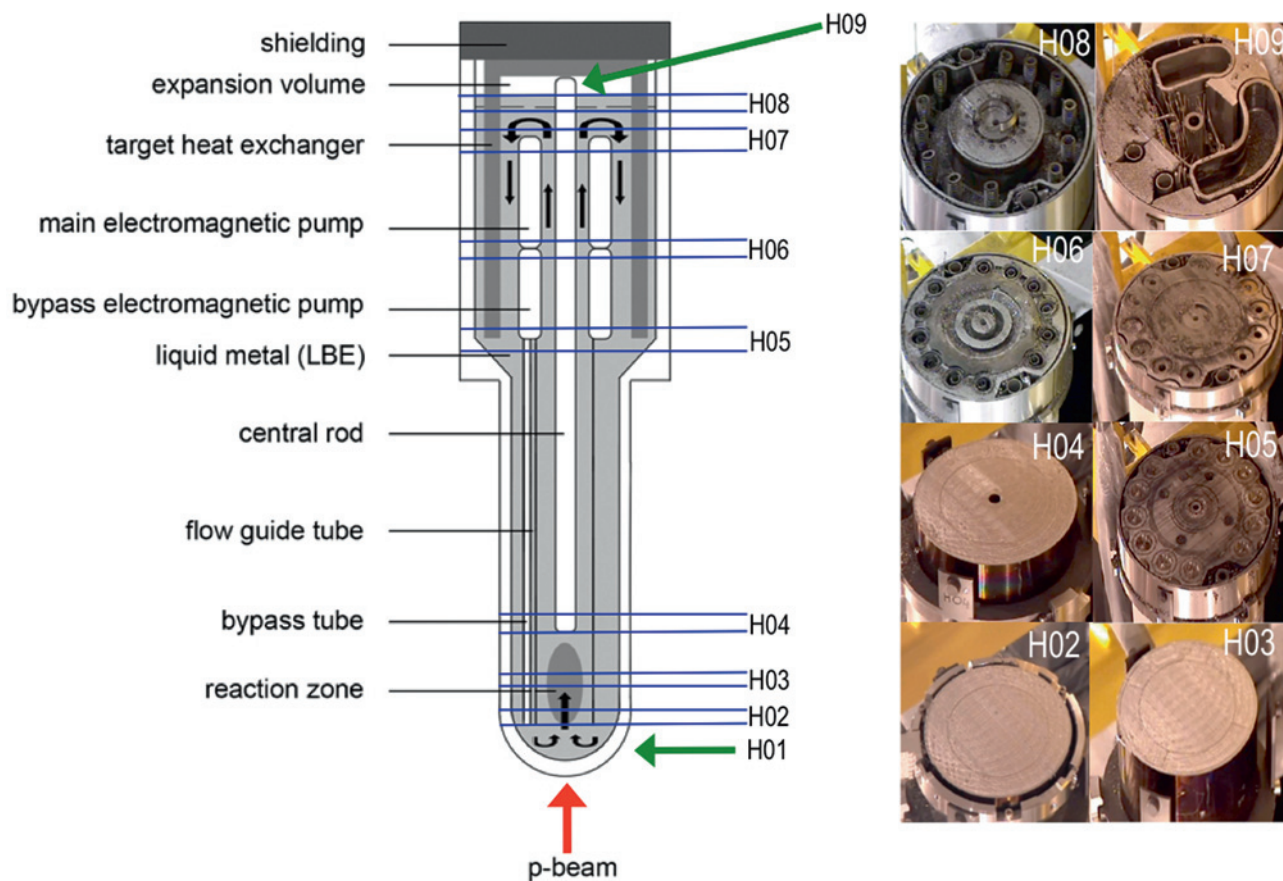 shielding
expansion volume
target heat exchanger
main electromagnetic pump
bypass electromagnetic pump
liquid metal (LBE)
central rod
flow guide tube
bypass tube
reaction zone
p-beam
H09
H08
H07
H06
H05
H04
H03
H02
H01
H08
H09
H06
H07
H04
H05
H04
H02
H03